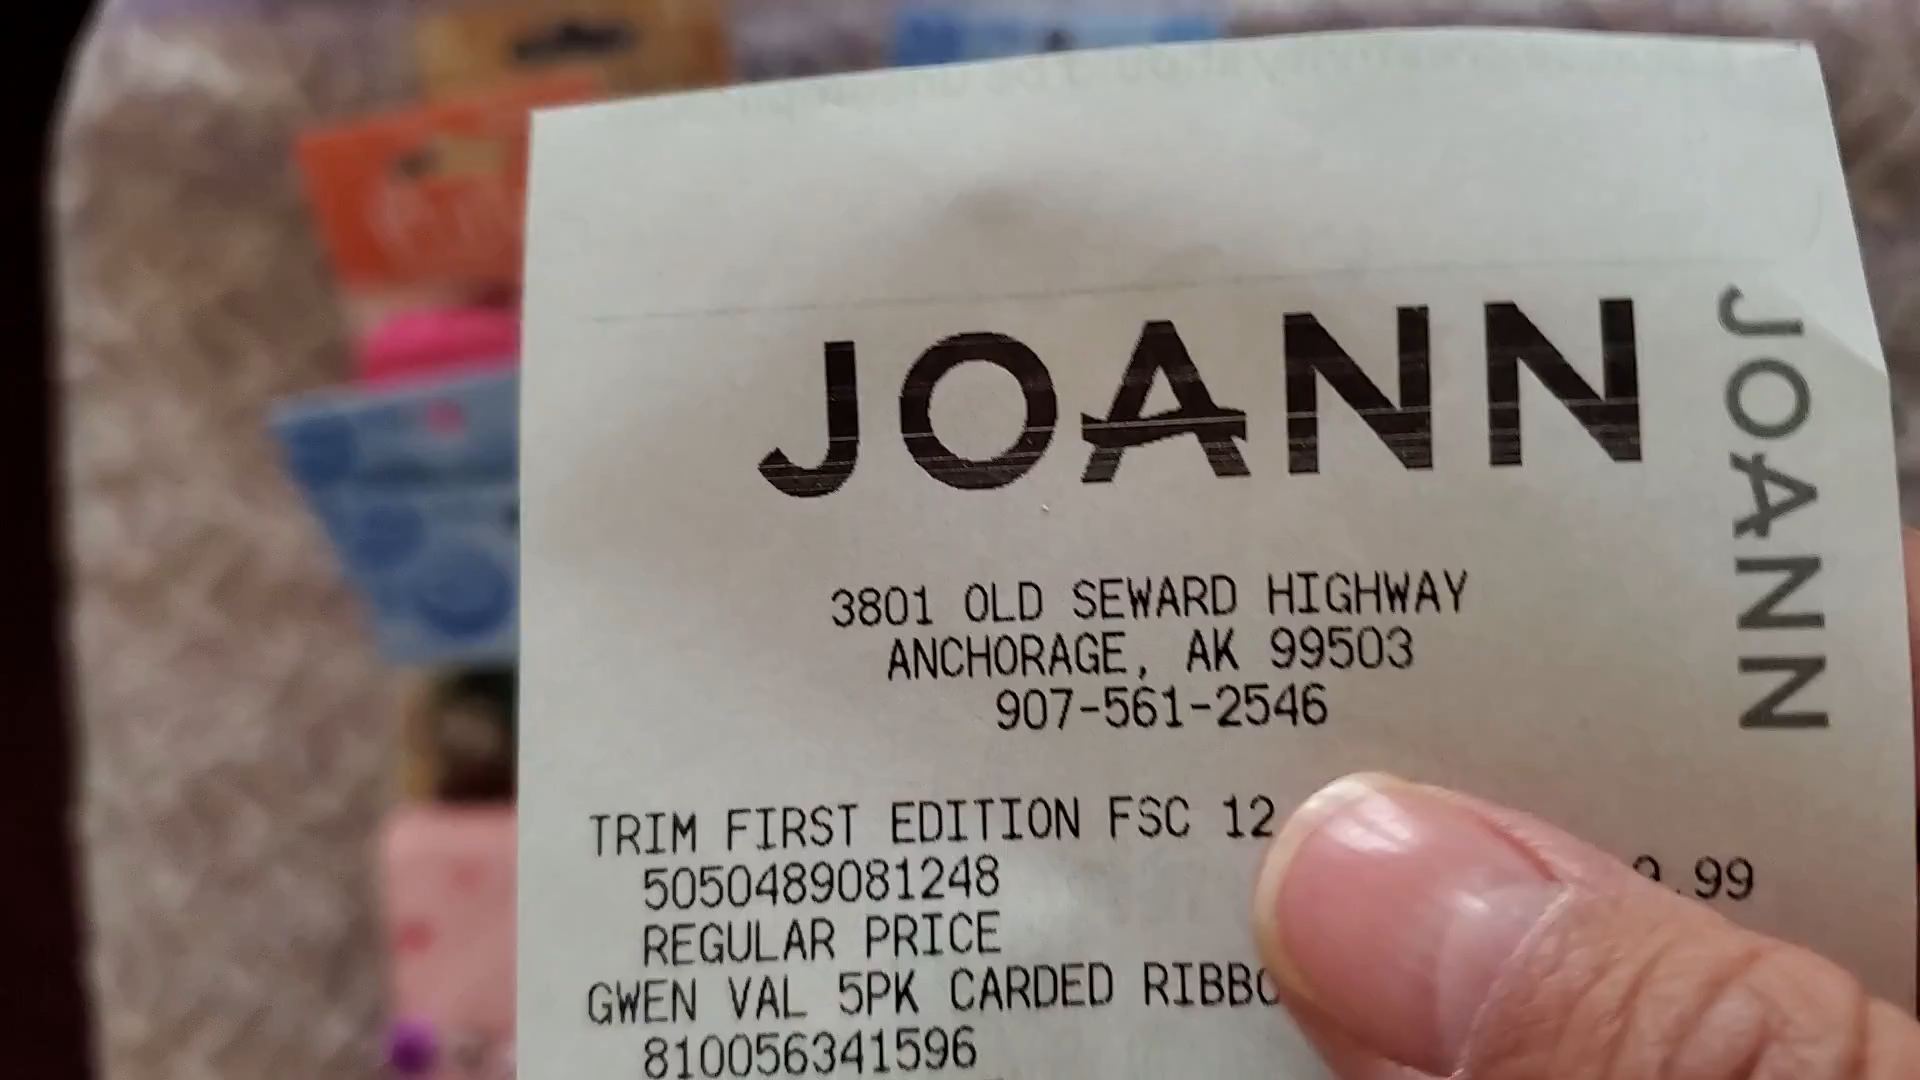 JOANN
JOANN
3801 OLD SEWARD HIGHWAY
ANCHORAGE, AK 99503
907-561-2546
TRIM FIRST EDITION FSC 12
5050489081248
REGULAR PRICE
GWEN VAL 5PK CARDED
810056341596